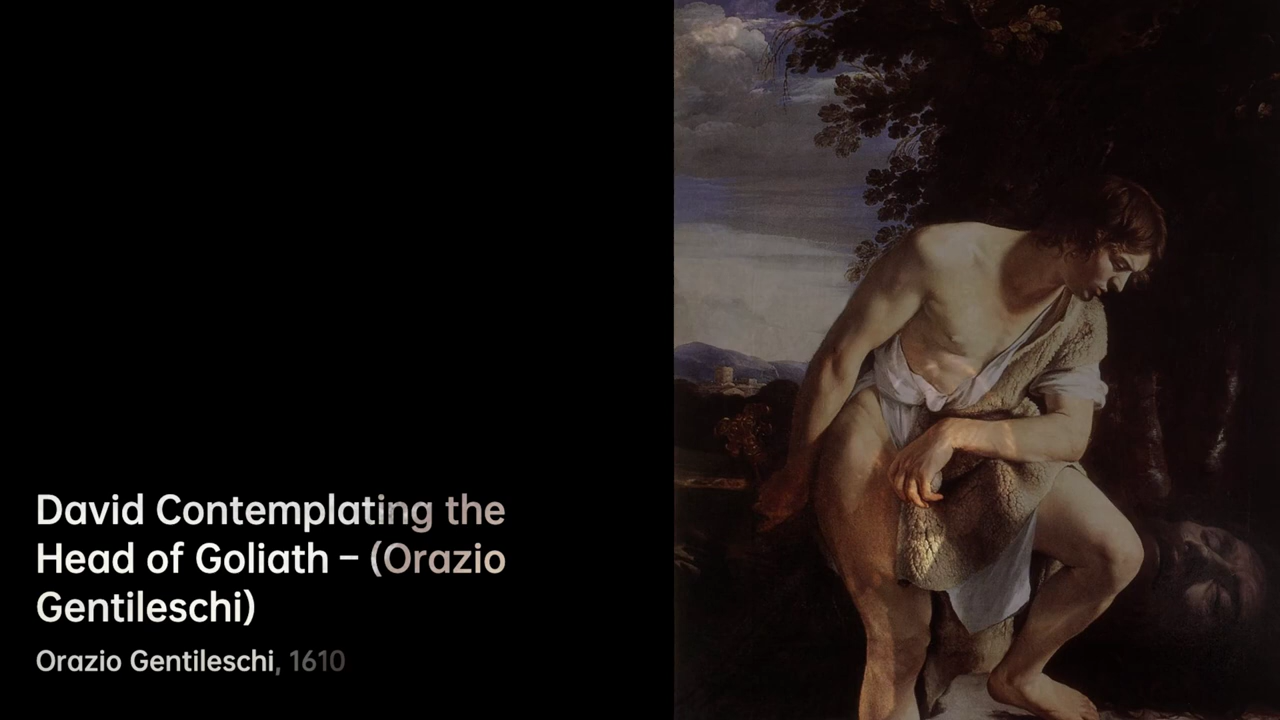 David Contemplating the
Head of Goliath – (Orazio
Gentileschi)
Orazio Gentileschi, 1610